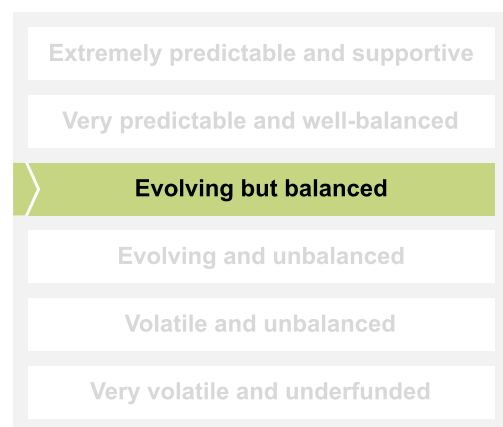 Extremely predictable and supportive
Very predictable and well-balanced
Evolving but balanced
Evolving and unbalanced
Volatile and unbalanced
Very volatile and underfunded